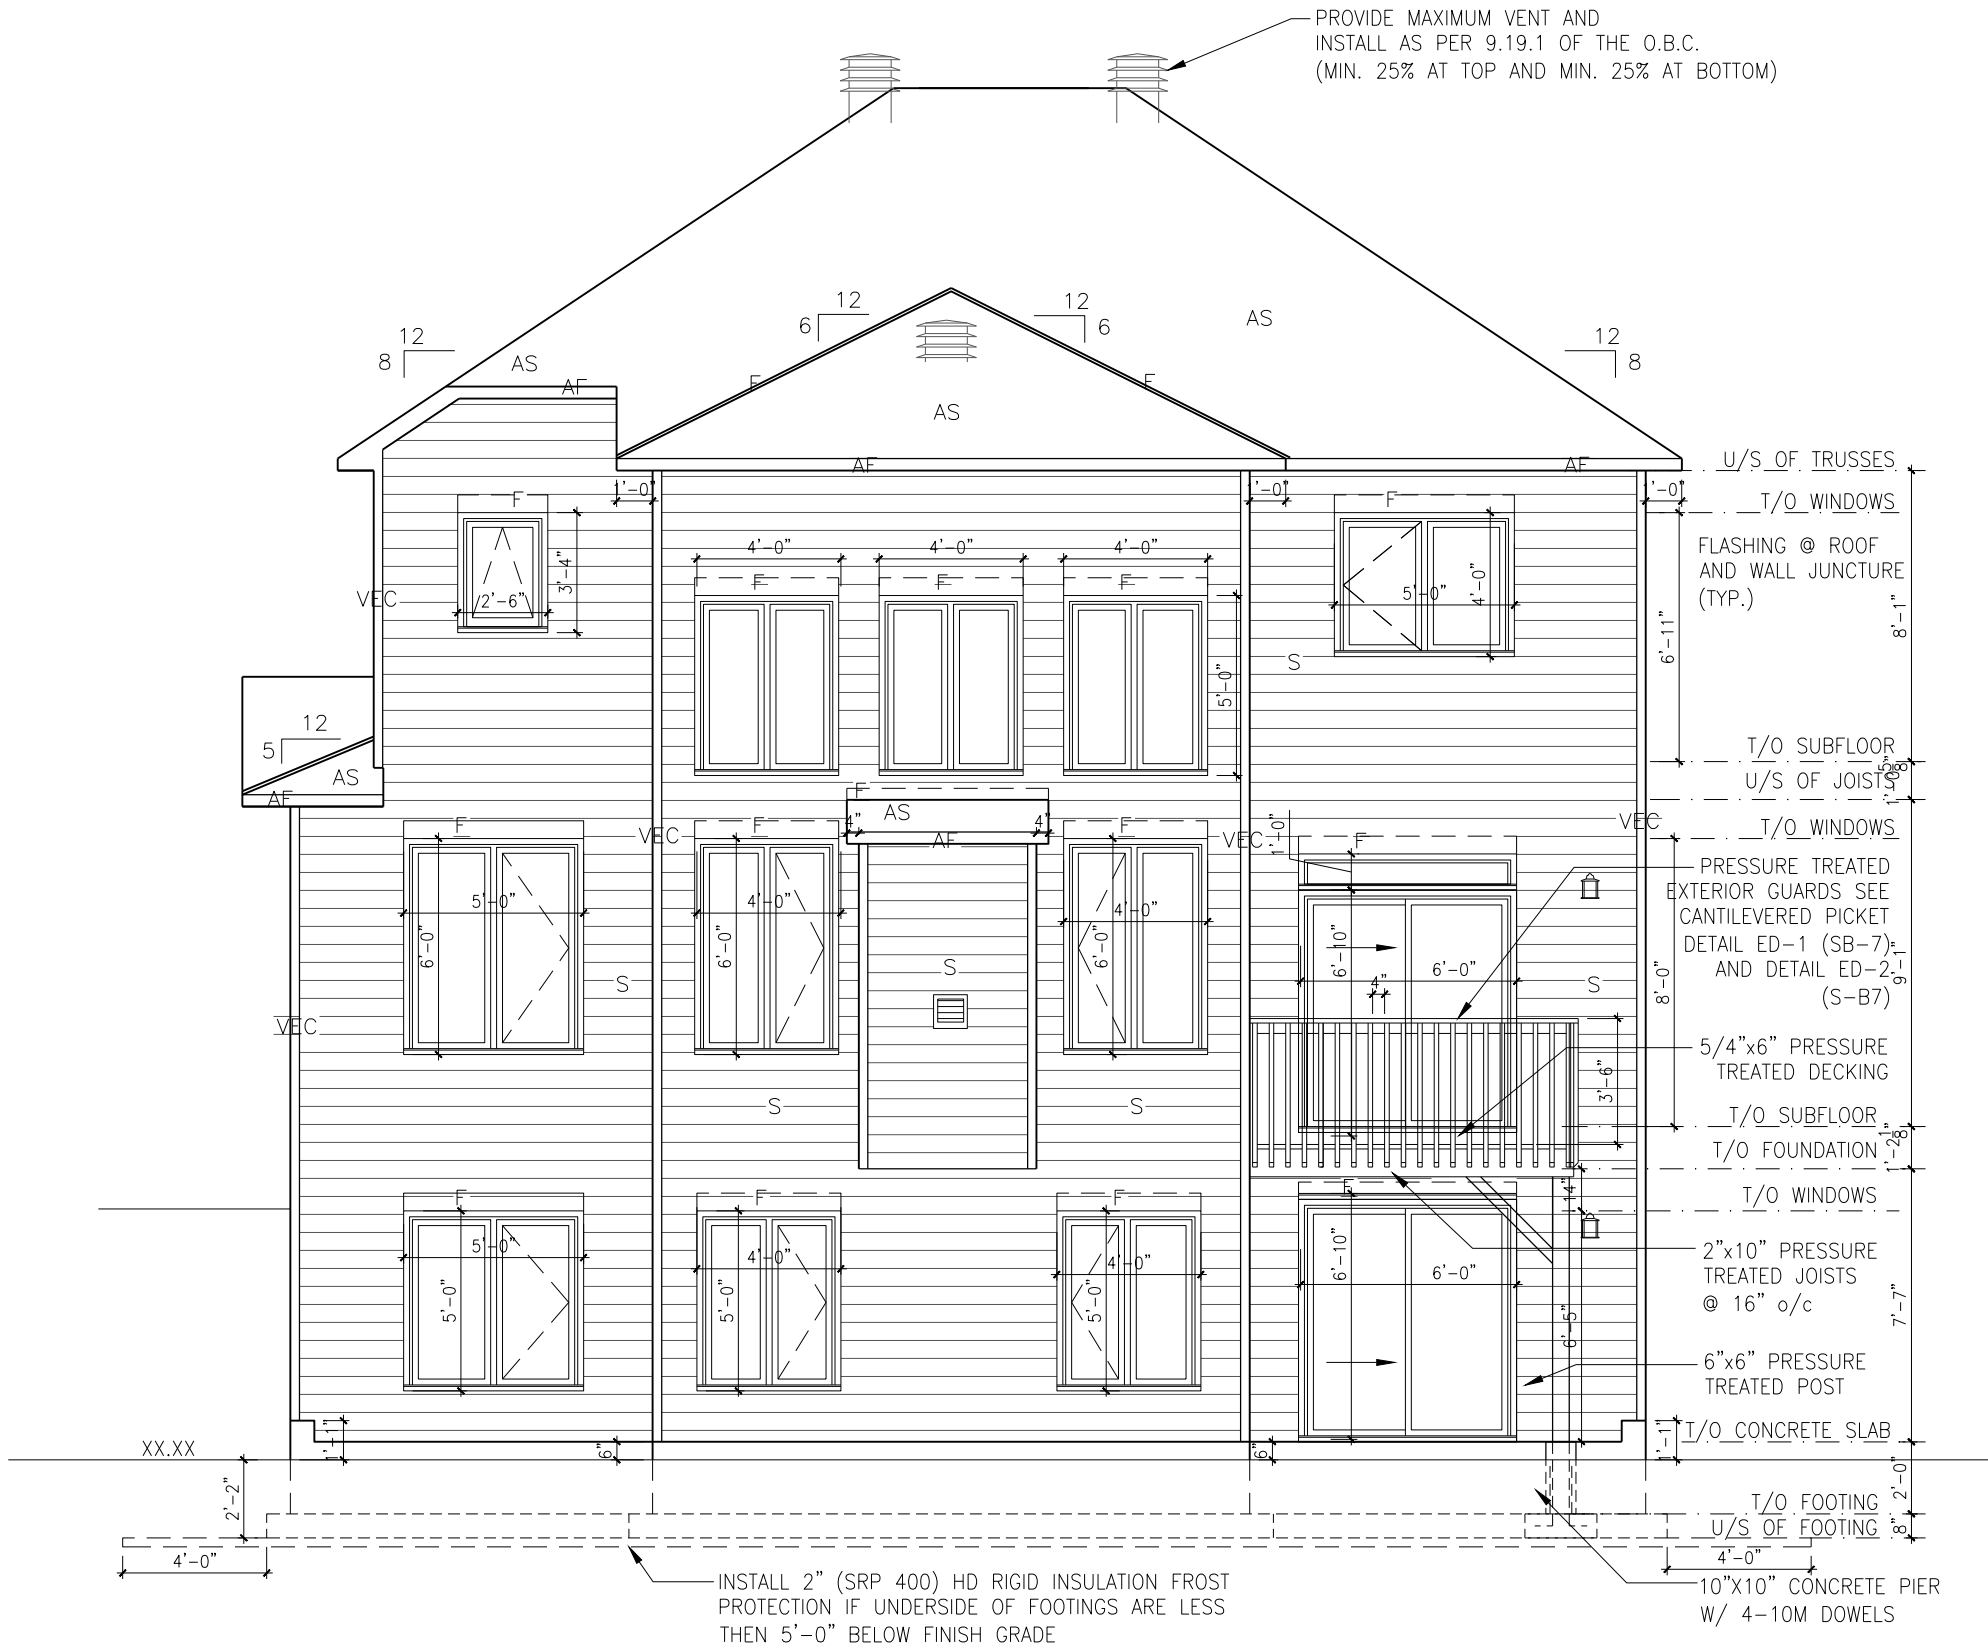 PROVIDE MAXIMUM VENT AND
INSTALL AS PER 9.19.1 OF THE O.B.C.
(MIN. 25% AT TOP AND MIN. 25% AT BOTTOM)
12
6
12
6
AS
12
8
12
8
AS
AF
F
F
AS
AF
AF
U/S OF TRUSSES
1'-0"
1'-0"
1'-0"
F
F
T/O WINDOWS
FLASHING @ ROOF
AND WALL JUNCTURE
(TYP.)
4'-0"
4'-0"
4'-0"
3'-4"
2'-6"
VEC
F
F
F
5'-0"
4'-0"
6'-11"
8'-1"
S
5'-0"
12
5
AS
AF
T/O SUBFLOOR
U/S OF JOISTS
1'-0 5/8"
F
AS
4"
4"
AF
F
VEC
F
F
VEC
1'-0"
F
VEC
T/O WINDOWS
PRESSURE TREATED
EXTERIOR GUARDS SEE
CANTILEVERED PICKET
DETAIL ED-1 (SB-7)
AND DETAIL ED-2
(S-B7)
5'-0"
6'-0"
4'-0"
6'-0"
4'-0"
6'-0"
6'-10"
6'-0"
4"
S
S
S
8'-0"
9'-1"
VEC
5/4"x6" PRESSURE
TREATED DECKING
3'-6"
S
S
T/O SUBFLOOR
T/O FOUNDATION
1'-2 1/8"
F
F
F
F
14"
T/O WINDOWS
5'-0"
5'-0"
4'-0"
5'-0"
4'-0"
5'-0"
6'-10"
6'-0"
6'-5"
2"x10" PRESSURE
TREATED JOISTS
@ 16" o/c
7'-7"
6"x6" PRESSURE
TREATED POST
XX.XX
1'-1"
6"
6"
1'-1"
T/O CONCRETE SLAB
2'-2"
2'-0"
T/O FOOTING
U/S OF FOOTING
8"
4'-0"
4'-0"
INSTALL 2" (SRP 400) HD RIGID INSULATION FROST
PROTECTION IF UNDERSIDE OF FOOTINGS ARE LESS
THEN 5'-0" BELOW FINISH GRADE
10"X10" CONCRETE PIER
W/ 4-10M DOWELS